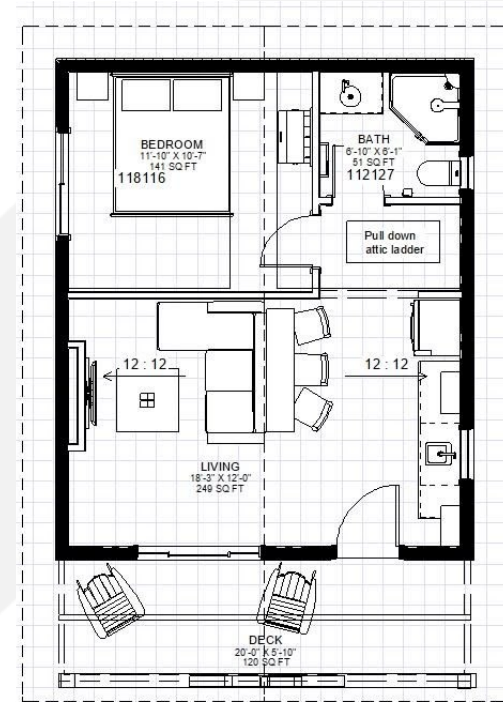 BEDROOM
11'-10" X 10'-7"
141 SQ FT
118116
BATH
6'-10" X 6'-1"
51 SQ FT
112127
Pull down
attic ladder
12 : 12
12 : 12
LIVING
18'-3" X 12'-0"
249 SQ FT
DECK
20'-0" X 5'-10"
120 SQ FT